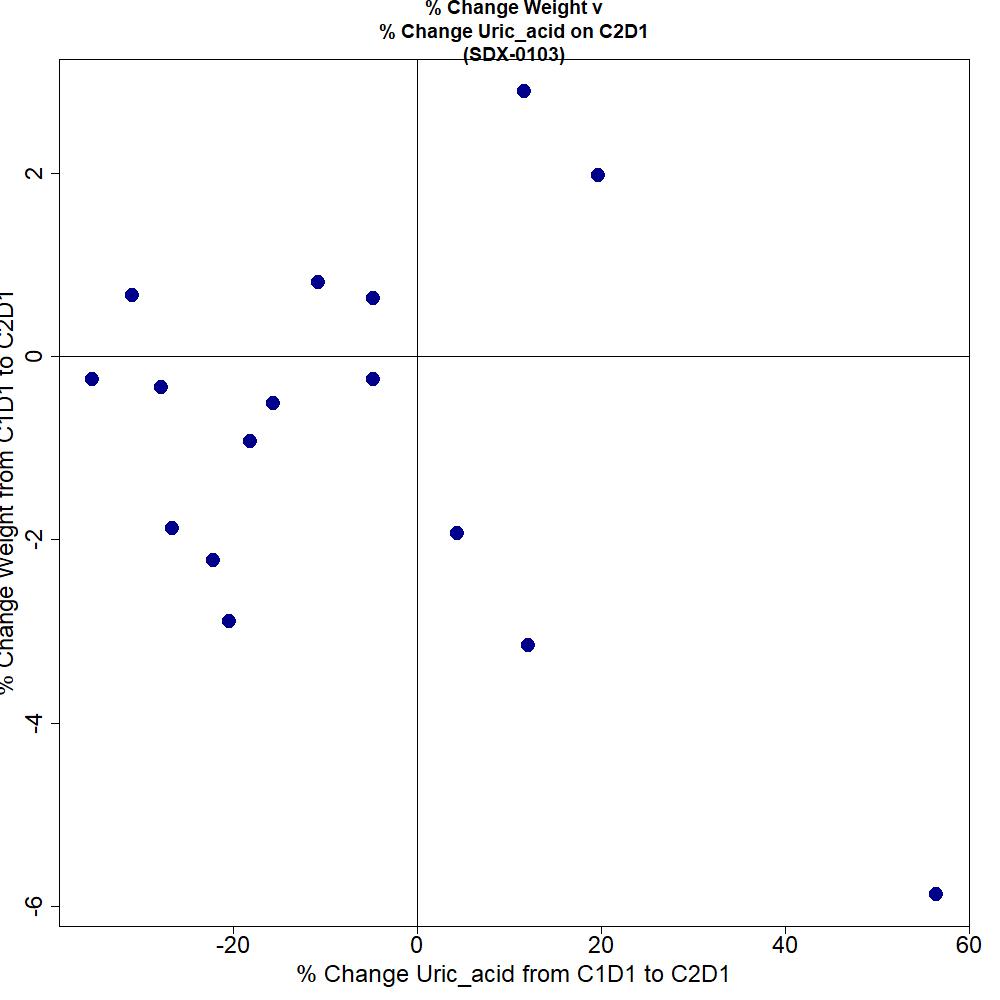 % Change Weight v
% Change Uric_acid on C2D1
(SDX-0103)
% Change Weight from C1D1 to C2D1
2
0
-2
-4
-6
-20
0
20
40
60
% Change Uric_acid from C1D1 to C2D1